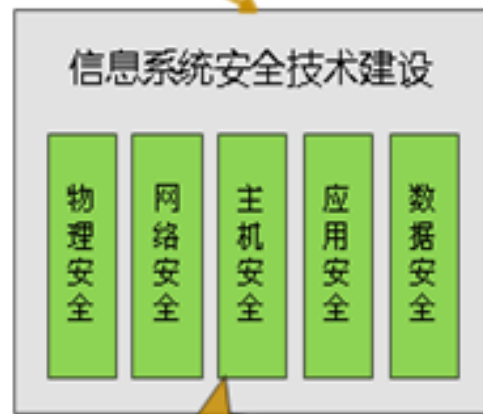 信息系统安全技术建设
物理安全
网络安全
主机安全
应用安全
数据安全